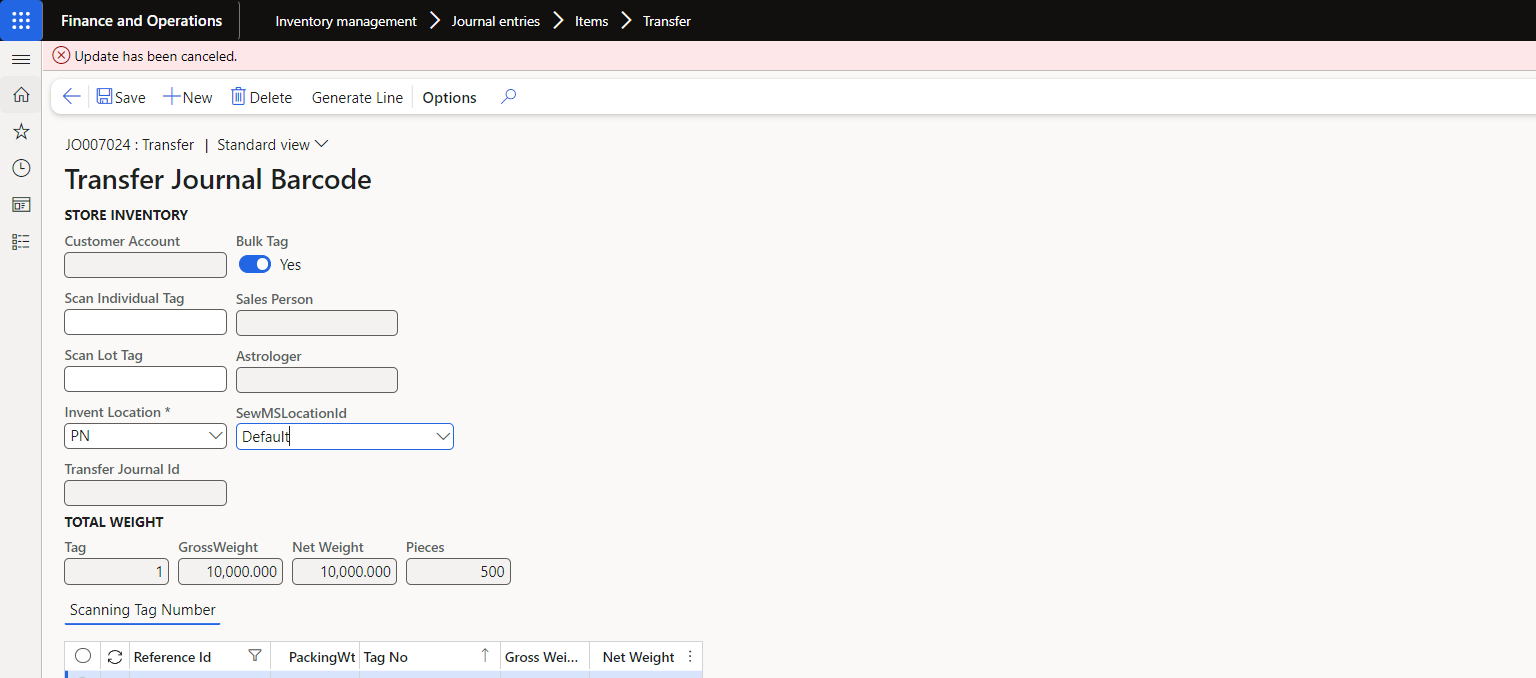 Finance and Operations Inventory management Journal entries Items Transfer
Update has been canceled.
Save New Delete Generate Line Options
JO007024 : Transfer | Standard view
Transfer Journal Barcode
STORE INVENTORY
Customer Account Bulk Tag
Yes
Scan Individual Tag Sales Person
Scan Lot Tag Astrologer
Invent Location * SewMSLocationId
PN Default
Transfer Journal Id
TOTAL WEIGHT
Tag GrossWeight Net Weight Pieces
1 10,000.000 10,000.000 500
Scanning Tag Number
Reference Id PackingWt Tag No Gross Wei... Net Weight